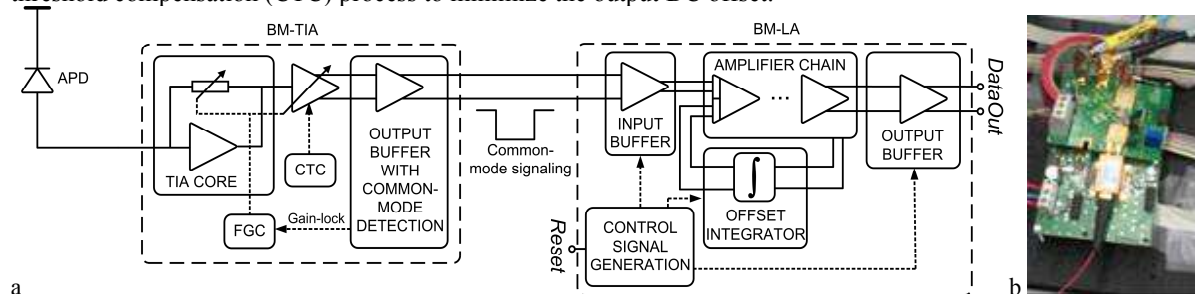 threshold compensation (CTC) process to minimize the output DC offset.
BM-TIA
BM-LA
APD
TIA CORE
CTC
FGC
Gain-lock
OUTPUT
BUFFER
WITH
COMMON-
MODE
DETECTION
Common-
mode signaling
INPUT
BUFFER
AMPLIFIER CHAIN
...
∫
OFFSET
INTEGRATOR
OUTPUT
BUFFER
DataOut
Reset
CONTROL
SIGNAL
GENERATION
a
b